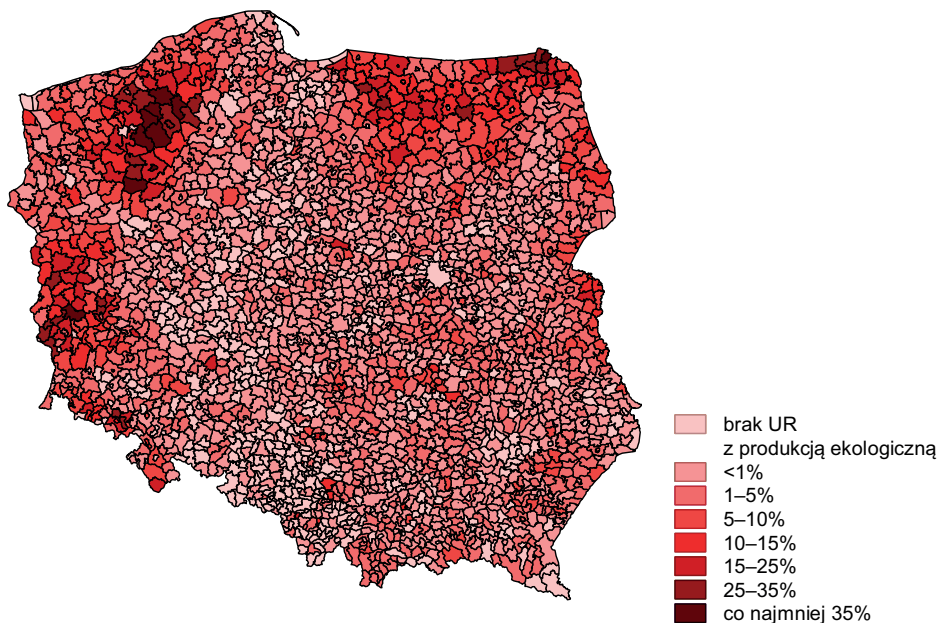 brak UR
z produkcją ekologiczną
<1%
1–5%
5–10%
10–15%
15–25%
25–35%
co najmniej 35%